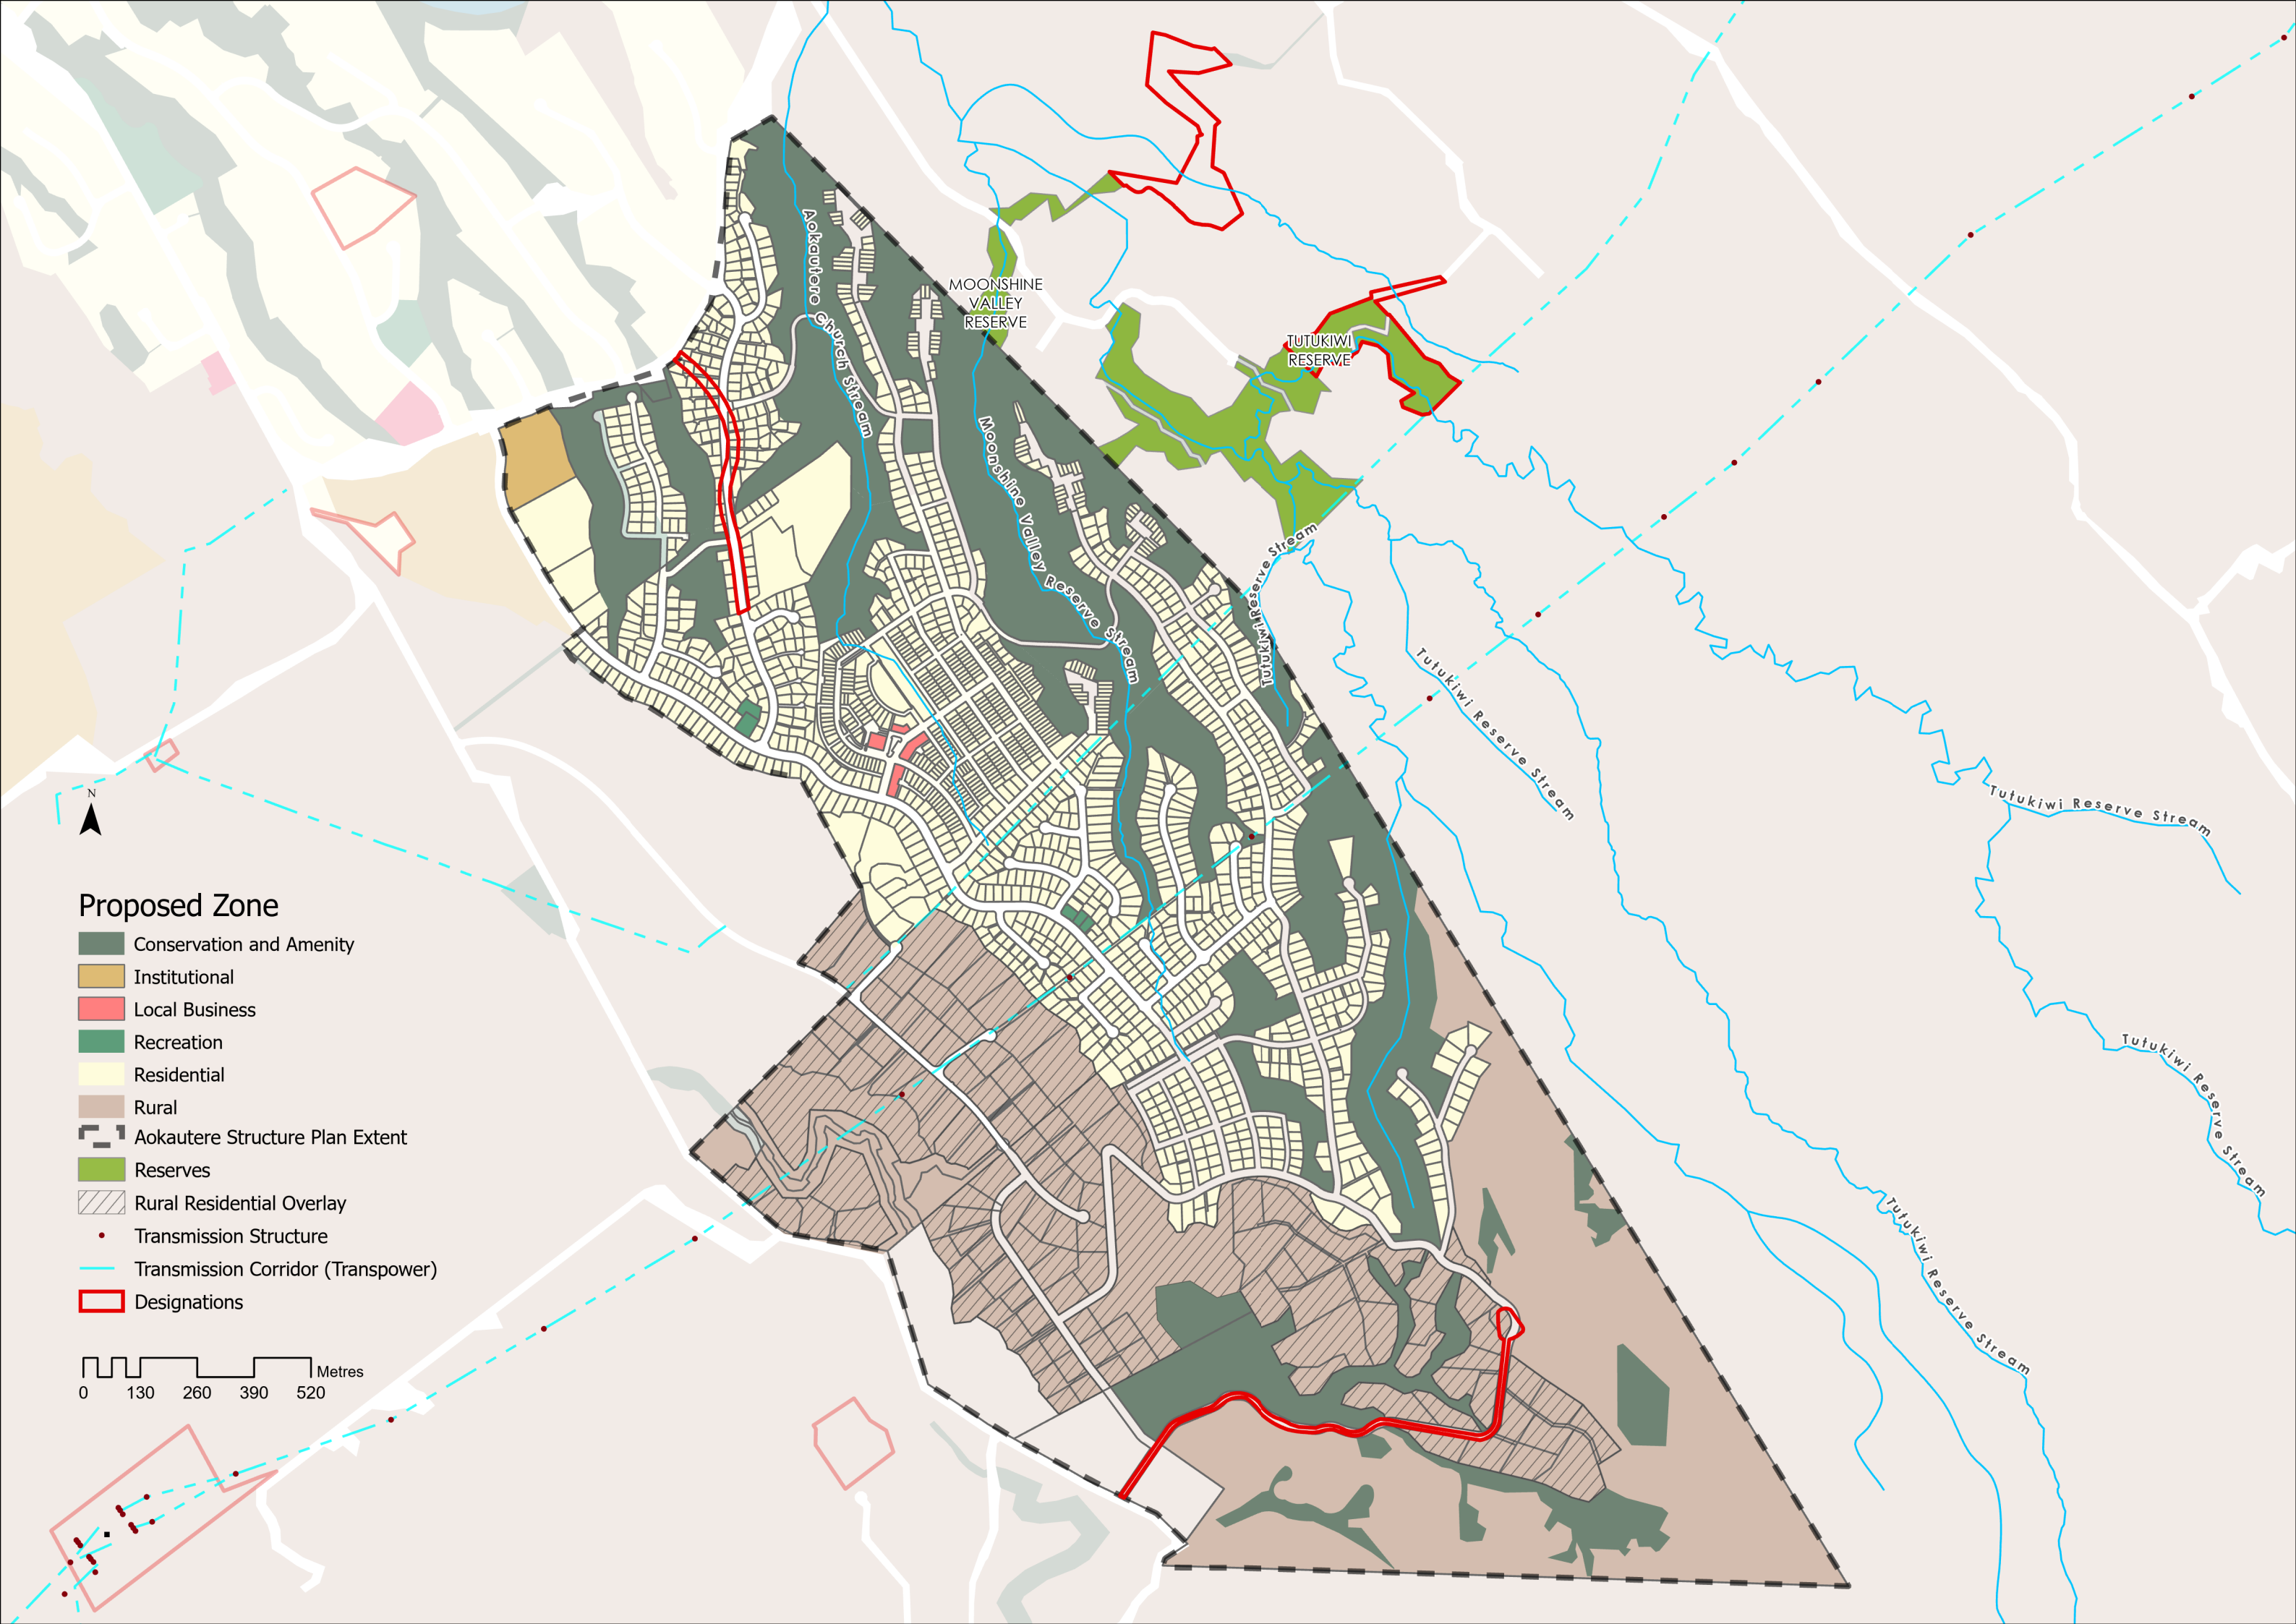 Aokautere Church Stream
MOONSHINE
VALLEY
RESERVE
TUTUKIWI
RESERVE
Moonshine Valley Reserve Stream
Tutukiwi Reserve Stream
Tutukiwi Reserve Stream
Tutukiwi Reserve Stream
Tutukiwi Reserve Stream
Tutukiwi Reserve Stream
N
Proposed Zone
Conservation and Amenity
Institutional
Local Business
Recreation
Residential
Rural
Aokautere Structure Plan Extent
Reserves
Rural Residential Overlay
Transmission Structure
Transmission Corridor (Transpower)
Designations
Metres
0 130 260 390 520